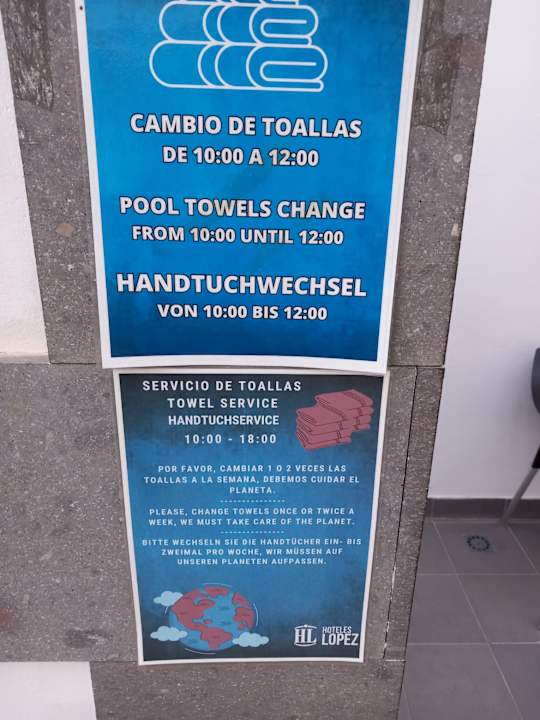 CAMBIO DE TOALLAS
DE 10:00 A 12:00
POOL TOWELS CHANGE
FROM 10:00 UNTIL 12:00
HANDTUCHWECHSEL
VON 10:00 BIS 12:00
SERVICIO DE TOALLAS
TOWEL SERVICE
HANDTUCHSERVICE
10:00 - 18:00
POR FAVOR, CAMBIAR 1 O 2 VECES LAS
TOALLAS A LA SEMANA, DEBEMOS CUIDAR EL
PLANETA.
---------------
PLEASE, CHANGE TOWELS ONCE OR TWICE A
WEEK, WE MUST TAKE CARE OF THE PLANET.
---------------
BITTE WECHSELN SIE DIE HANDTÜCHER EIN- BIS
ZWEIMAL PRO WOCHE, WIR MÜSSEN AUF
UNSEREN PLANETEN AUFPASSEN.
HL HOTELES
LOPEZ